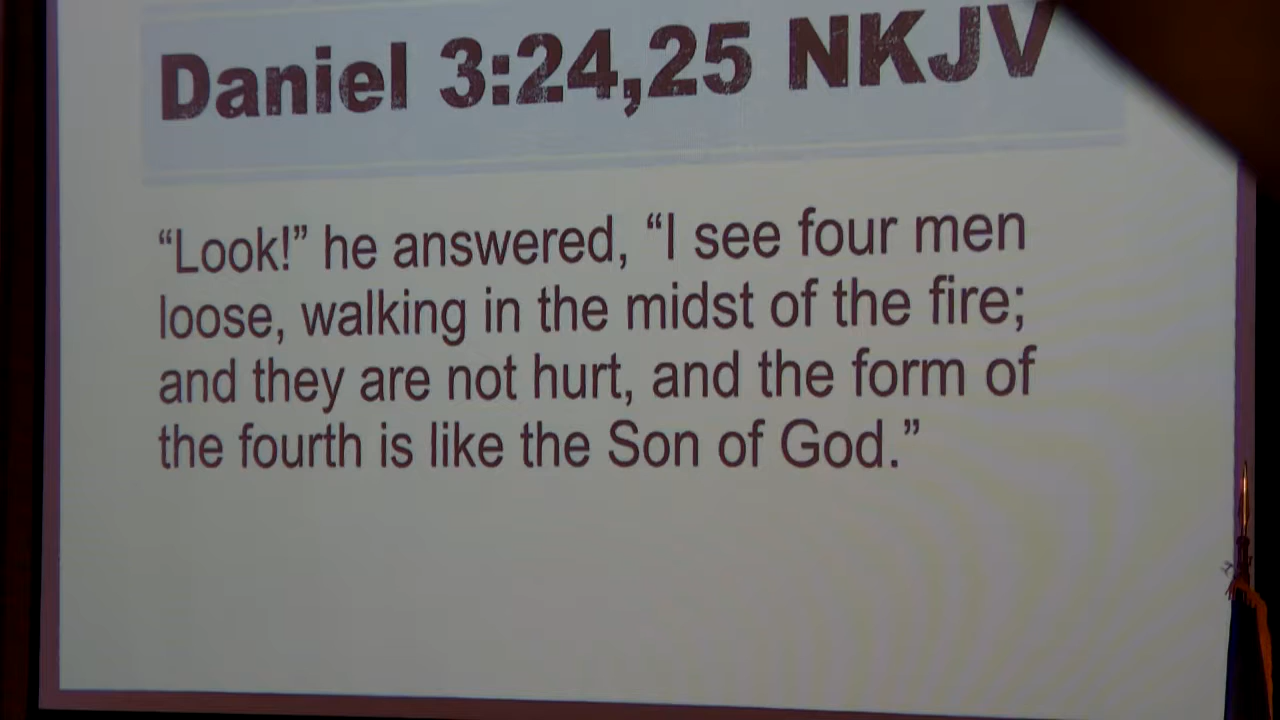 Daniel 3:24,25 NKJV
“Look!” he answered, “I see four men
loose, walking in the midst of the fire;
and they are not hurt, and the form of
the fourth is like the Son of God.”